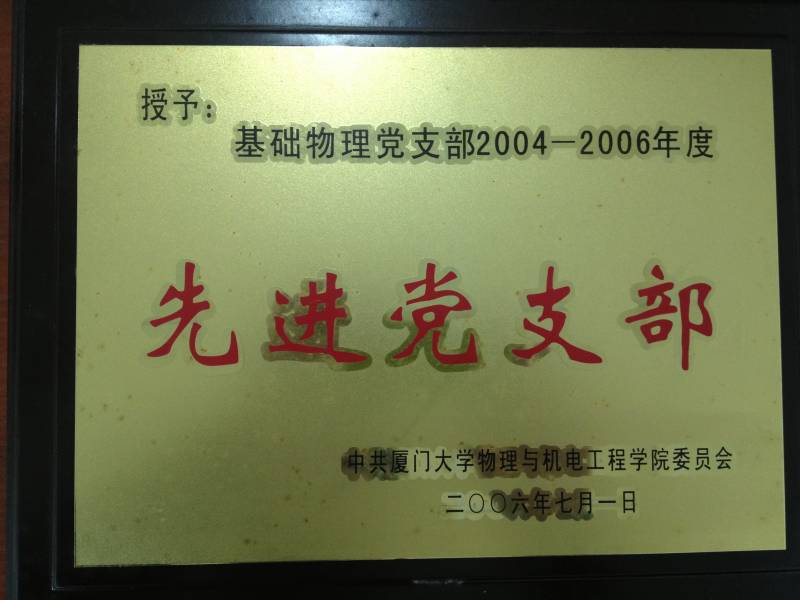 授予：
基础物理党支部2004—2006年度
先进党支部
中共厦门大学物理与机电工程学院委员会
二〇〇六年七月一日